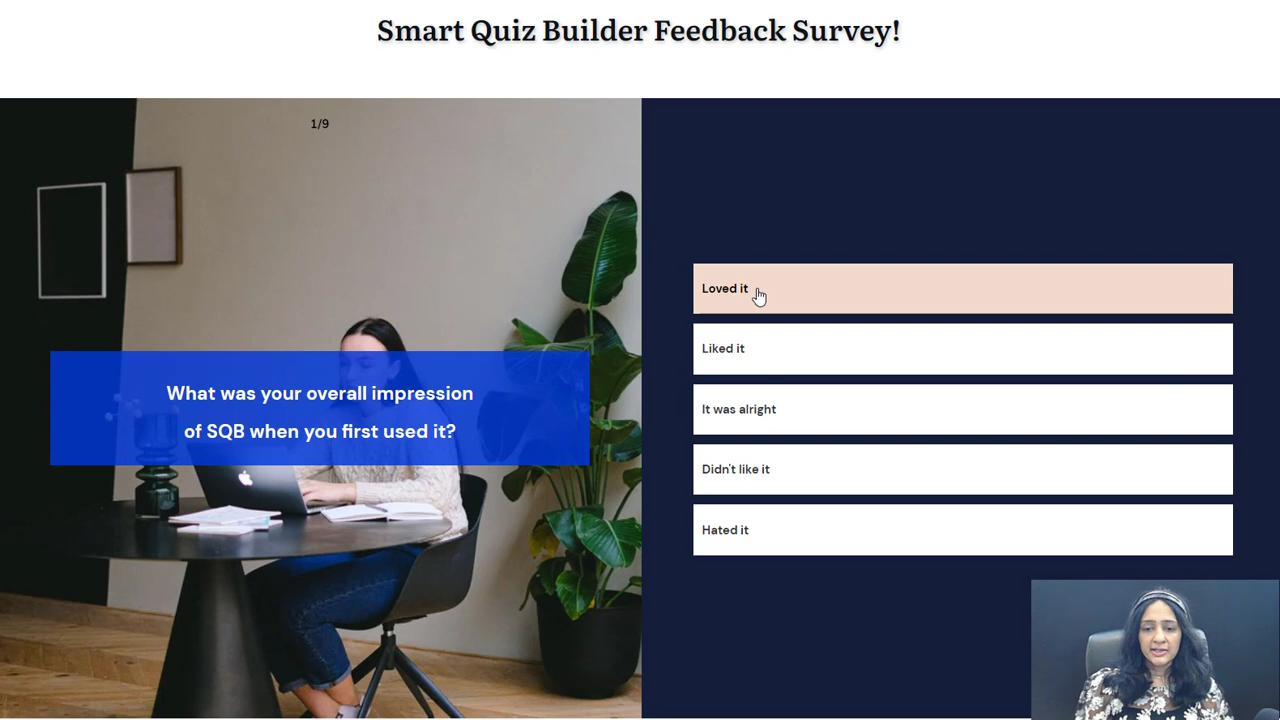 Smart Quiz Builder Feedback Survey!
1/9
What was your overall impression
of SQB when you first used it?
Loved it
Liked it
It was alright
Didn't like it
Hated it